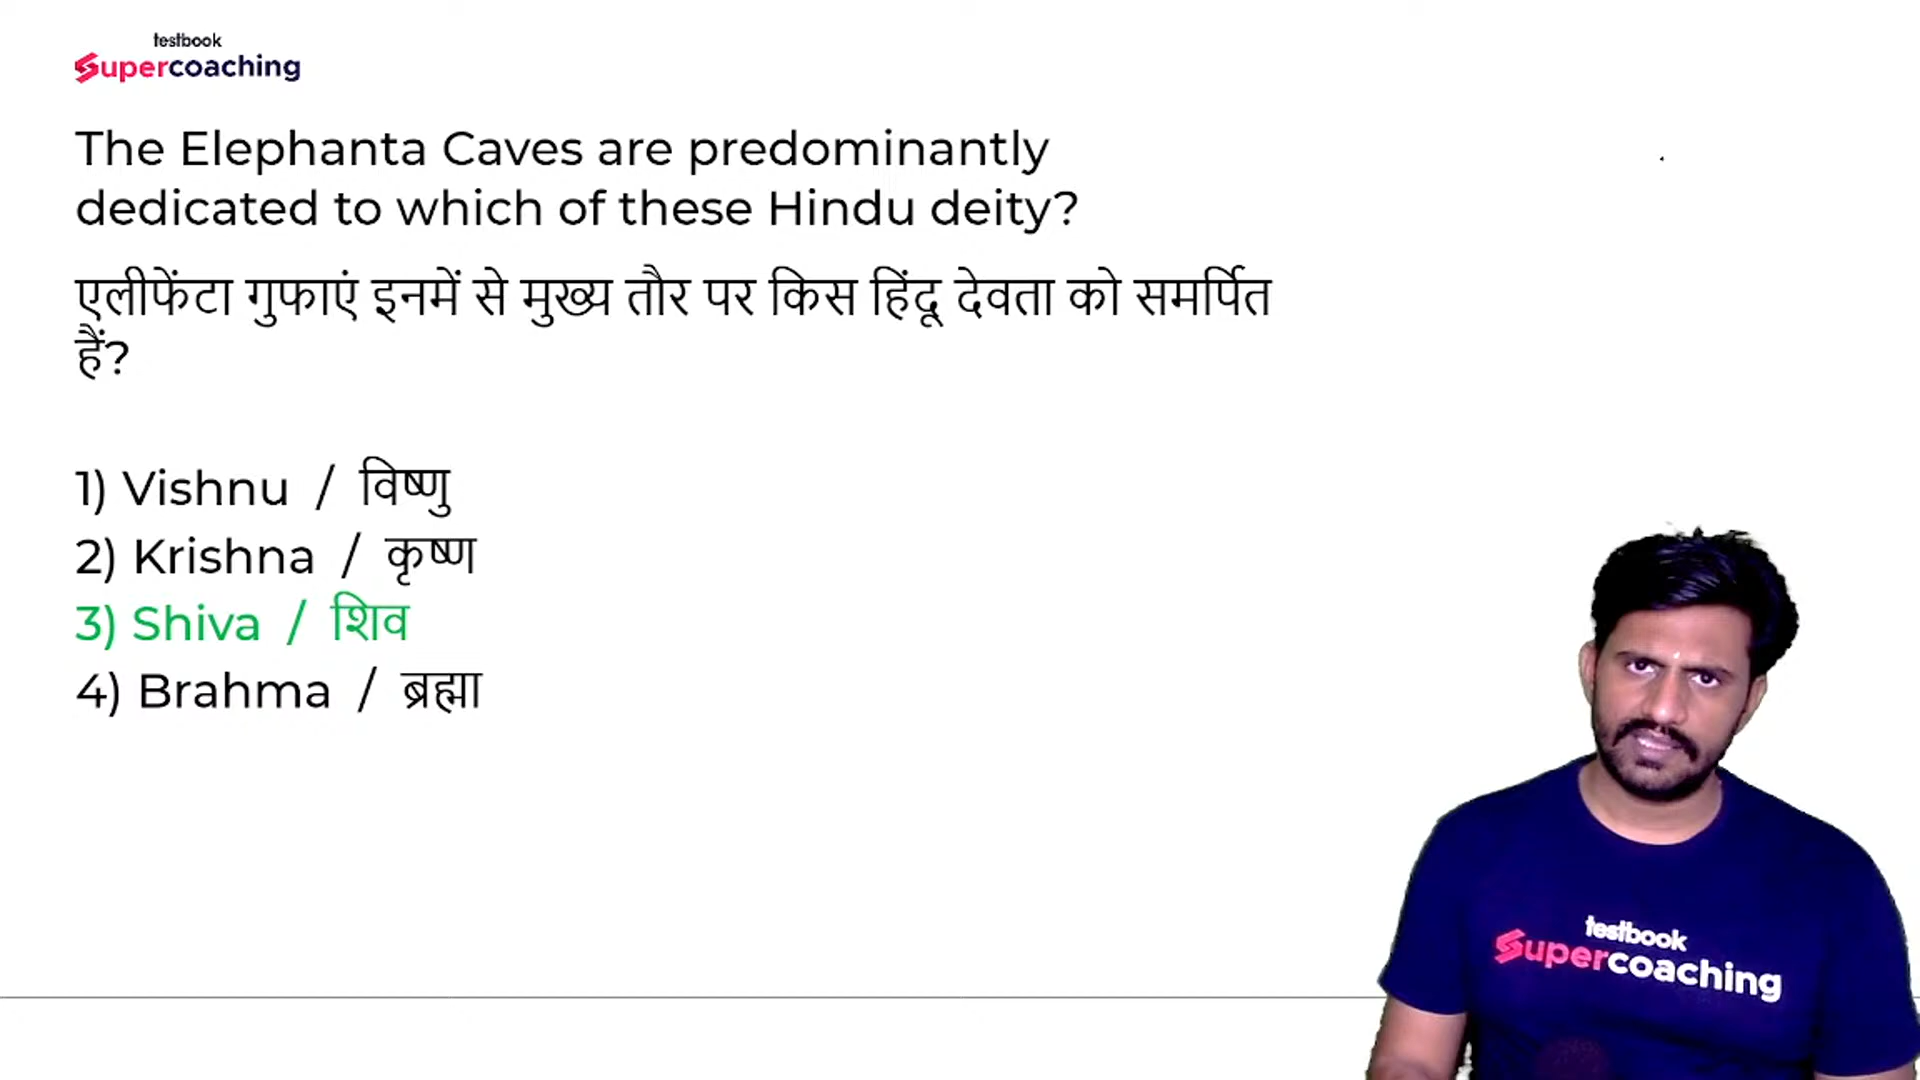 testbook
Supercoaching
The Elephanta Caves are predominantly
dedicated to which of these Hindu deity?
एलीफेंटा गुफाएं इनमें से मुख्य तौर पर किस हिंदू देवता को समर्पित
हैं?
1) Vishnu / विष्णु
2) Krishna / कृष्ण
3) Shiva / शिव
4) Brahma / ब्रह्मा
testbook
Supercoaching